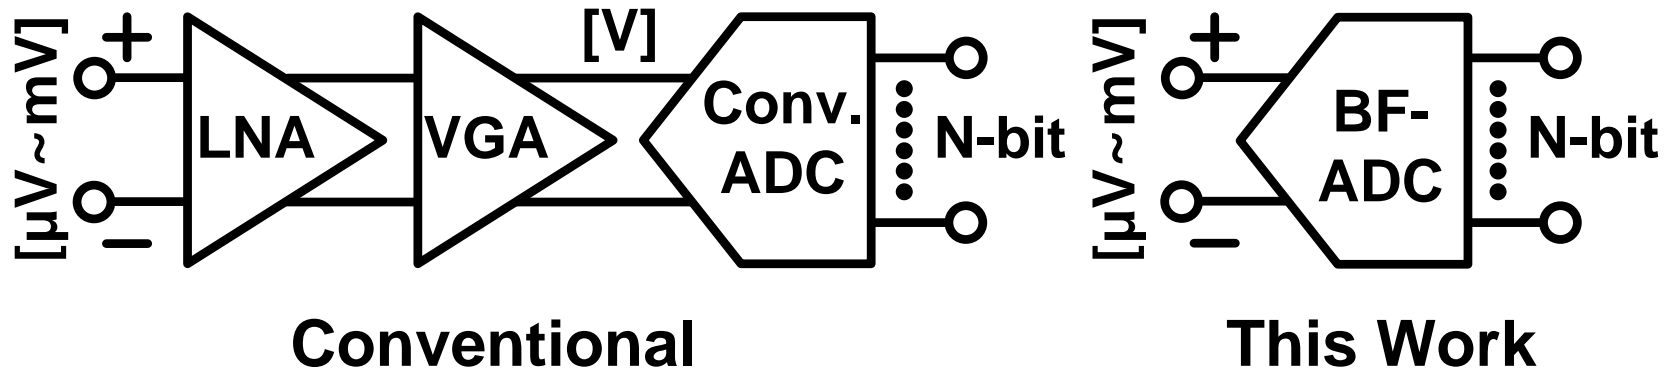 [µV~mV]
+
−
LNA
VGA
[V]
Conv.
ADC
N-bit
Conventional
[µV~mV]
+
−
BF-
ADC
N-bit
This Work